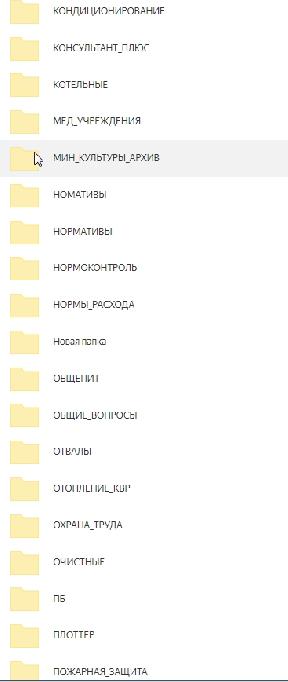 КОНДИЦИОНИРОВАНИЕ
КОНСУЛЬТАНТ_ПЛЮС
КОТЕЛЬНЫЕ
МЕД_УЧРЕЖДЕНИЯ
МИН_КУЛЬТУРЫ_АРХИВ
НОМАТИВЫ
НОРМАТИВЫ
НОРМОКОНТРОЛЬ
НОРМЫ_РАСХОДА
Новая папка
ОБЩЕПИТ
ОБЩИЕ_ВОПРОСЫ
ОТВАЛЫ
ОТОПЛЕНИЕ_КВР
ОХРАНА_ТРУДА
ОЧИСТНЫЕ
ПБ
ПЛОТТЕР
ПОЖАРНАЯ_ЗАЩИТА